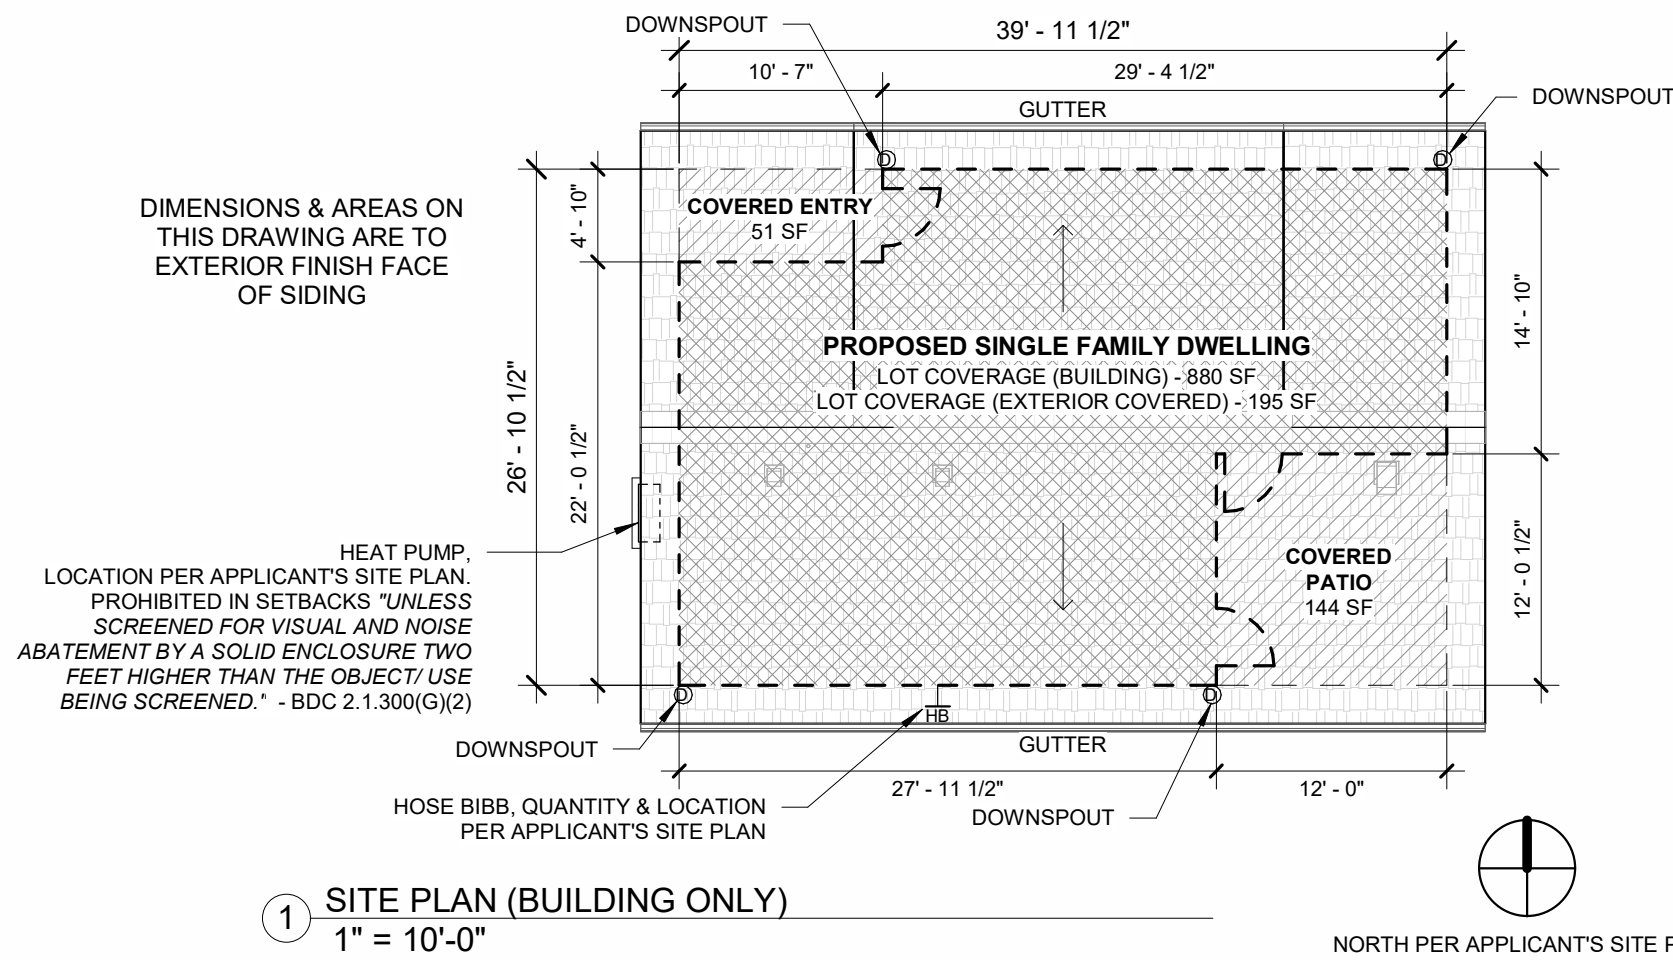 DOWNSPOUT
39' - 11 1/2"
10' - 7"
29' - 4 1/2"
DOWNSPOUT
GUTTER
D
D
DIMENSIONS & AREAS ON
THIS DRAWING ARE TO
EXTERIOR FINISH FACE
OF SIDING
4' - 10"
COVERED ENTRY
51 SF
26' - 10 1/2"
22' - 0 1/2"
14' - 10"
PROPOSED SINGLE FAMILY DWELLING
LOT COVERAGE (BUILDING) - 880 SF
LOT COVERAGE (EXTERIOR COVERED) - 195 SF
12' - 0 1/2"
COVERED
PATIO
144 SF
HEAT PUMP,
LOCATION PER APPLICANT'S SITE PLAN.
PROHIBITED IN SETBACKS "UNLESS
SCREENED FOR VISUAL AND NOISE
ABATEMENT BY A SOLID ENCLOSURE TWO
FEET HIGHER THAN THE OBJECT/ USE
BEING SCREENED." - BDC 2.1.300(G)(2)
D
D
HB
DOWNSPOUT
GUTTER
27' - 11 1/2"
12' - 0"
HOSE BIBB, QUANTITY & LOCATION
PER APPLICANT'S SITE PLAN
DOWNSPOUT
1
SITE PLAN (BUILDING ONLY)
1" = 10'-0"
NORTH PER APPLICANT'S SITE